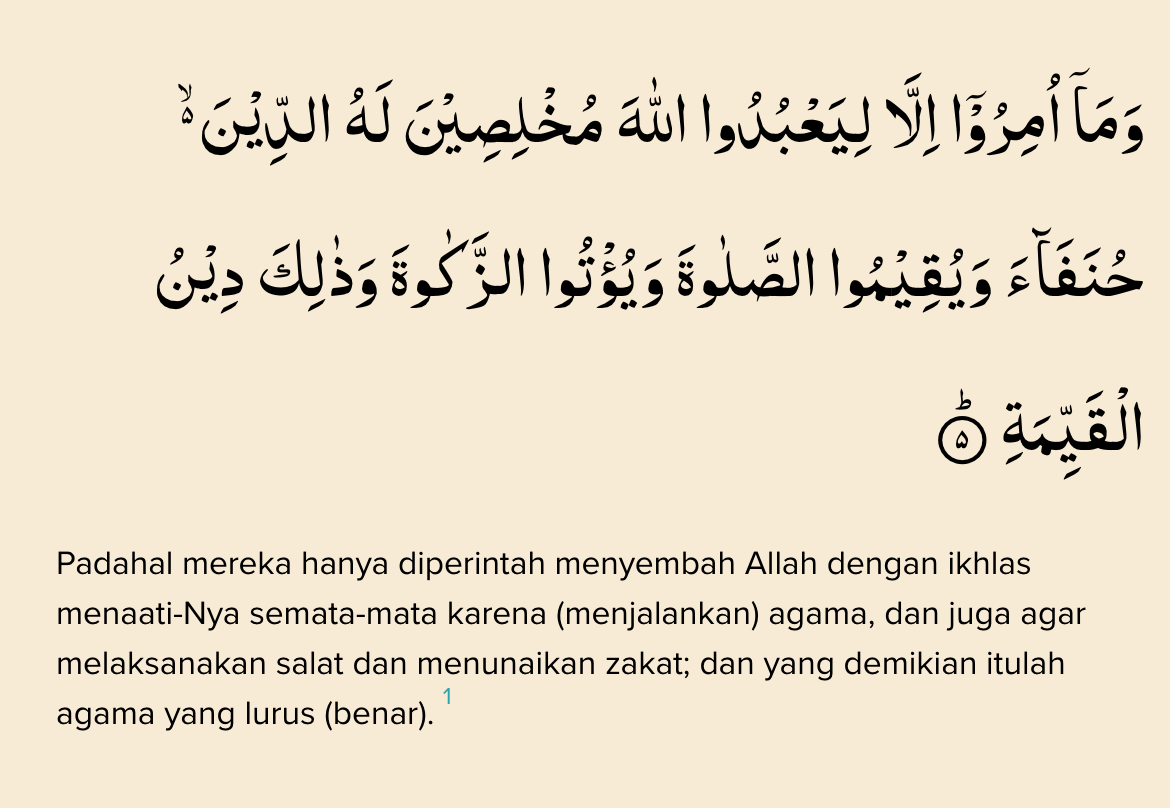 وَمَآ اُمِرُوْٓا اِلَّا لِيَعْبُدُوا اللّٰهَ مُخْلِصِيْنَ لَهُ الدِّيْنَ ەۙ
حُنَفَاۤءَ وَيُقِيْمُوا الصَّلٰوةَ وَيُؤْتُوا الزَّكٰوةَ وَذٰلِكَ دِيْنُ
الْقَيِّمَةِۗ ۵
Padahal mereka hanya diperintah menyembah Allah dengan ikhlas
menaati-Nya semata-mata karena (menjalankan) agama, dan juga agar
melaksanakan salat dan menunaikan zakat; dan yang demikian itulah
agama yang lurus (benar). 1